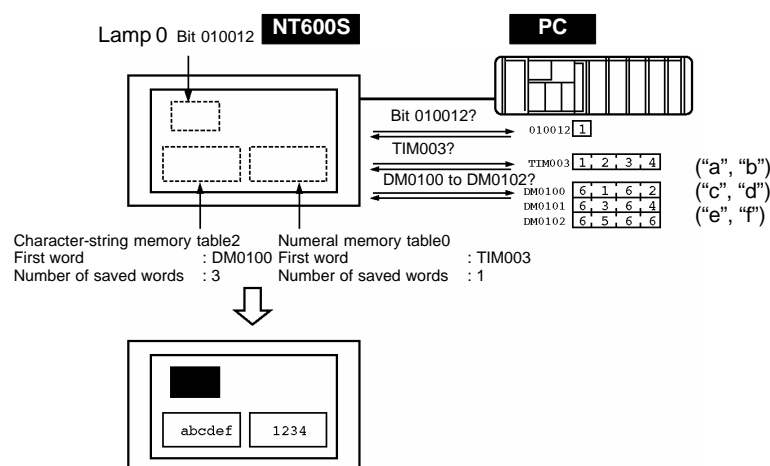 Lamp 0 Bit 010012 NT600S PC
Bit 010012?
010012 1
TIM003?
TIM003 1 2 3 4
DM0100 to DM0102?
DM0100 6 1 6 2 (“a”, “b”)
DM0101 6 3 6 4 (“c”, “d”)
DM0102 6 5 6 6 (“e”, “f”)
Character-string memory table2 Numeral memory table0
First word : DM0100 First word : TIM003
Number of saved words : 3 Number of saved words : 1
abcdef 1234